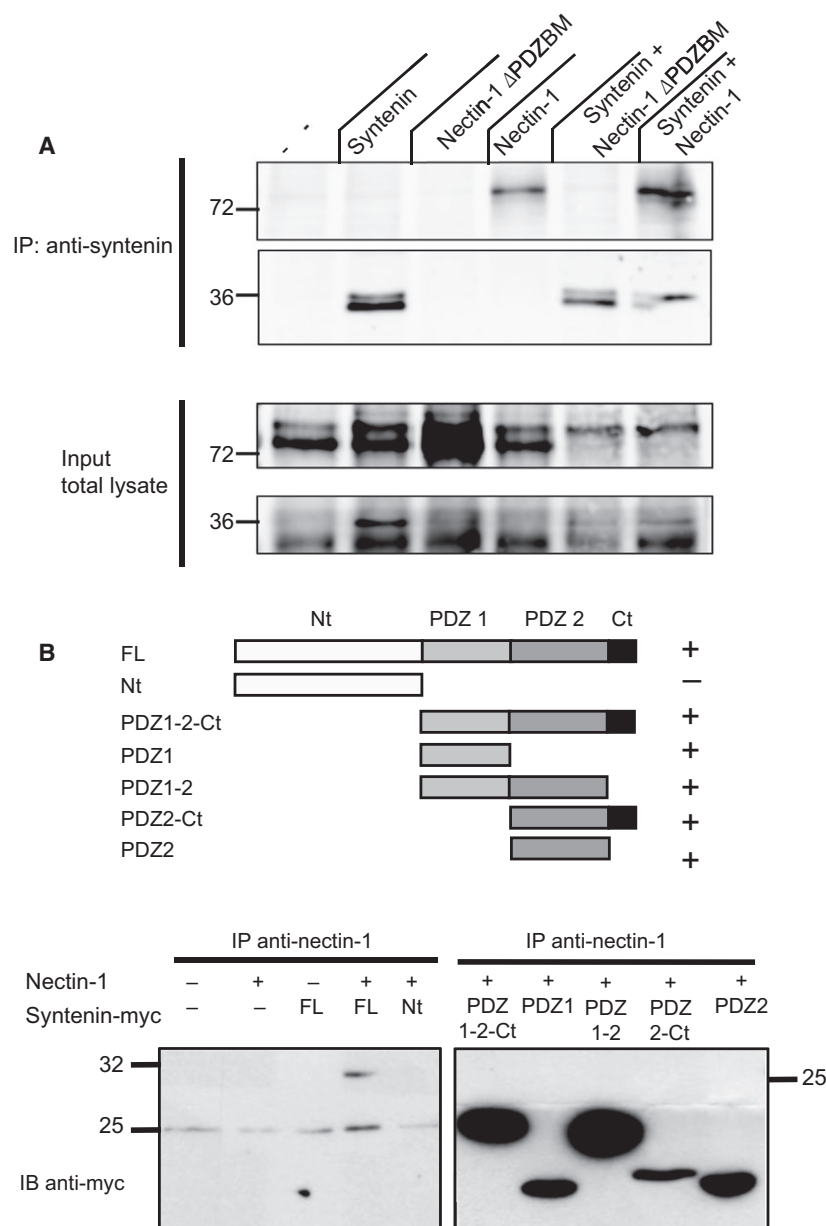 A
- -
Syntenin
Nectin-1 ΔPDZBM
Nectin-1
Syntenin +
Nectin-1 ΔPDZBM
Syntenin +
Nectin-1
IP: anti-syntenin
72
36
Input
total lysate
72
36
B
Nt PDZ 1 PDZ 2 Ct
FL +
Nt −
PDZ1-2-Ct +
PDZ1 +
PDZ1-2 +
PDZ2-Ct +
PDZ2 +
IP anti-nectin-1 IP anti-nectin-1
Nectin-1 − + − + + + + + + +
Syntenin-myc − − FL FL Nt PDZ PDZ1 PDZ PDZ PDZ2
1-2-Ct 1-2 2-Ct
32
25
25
IB anti-myc